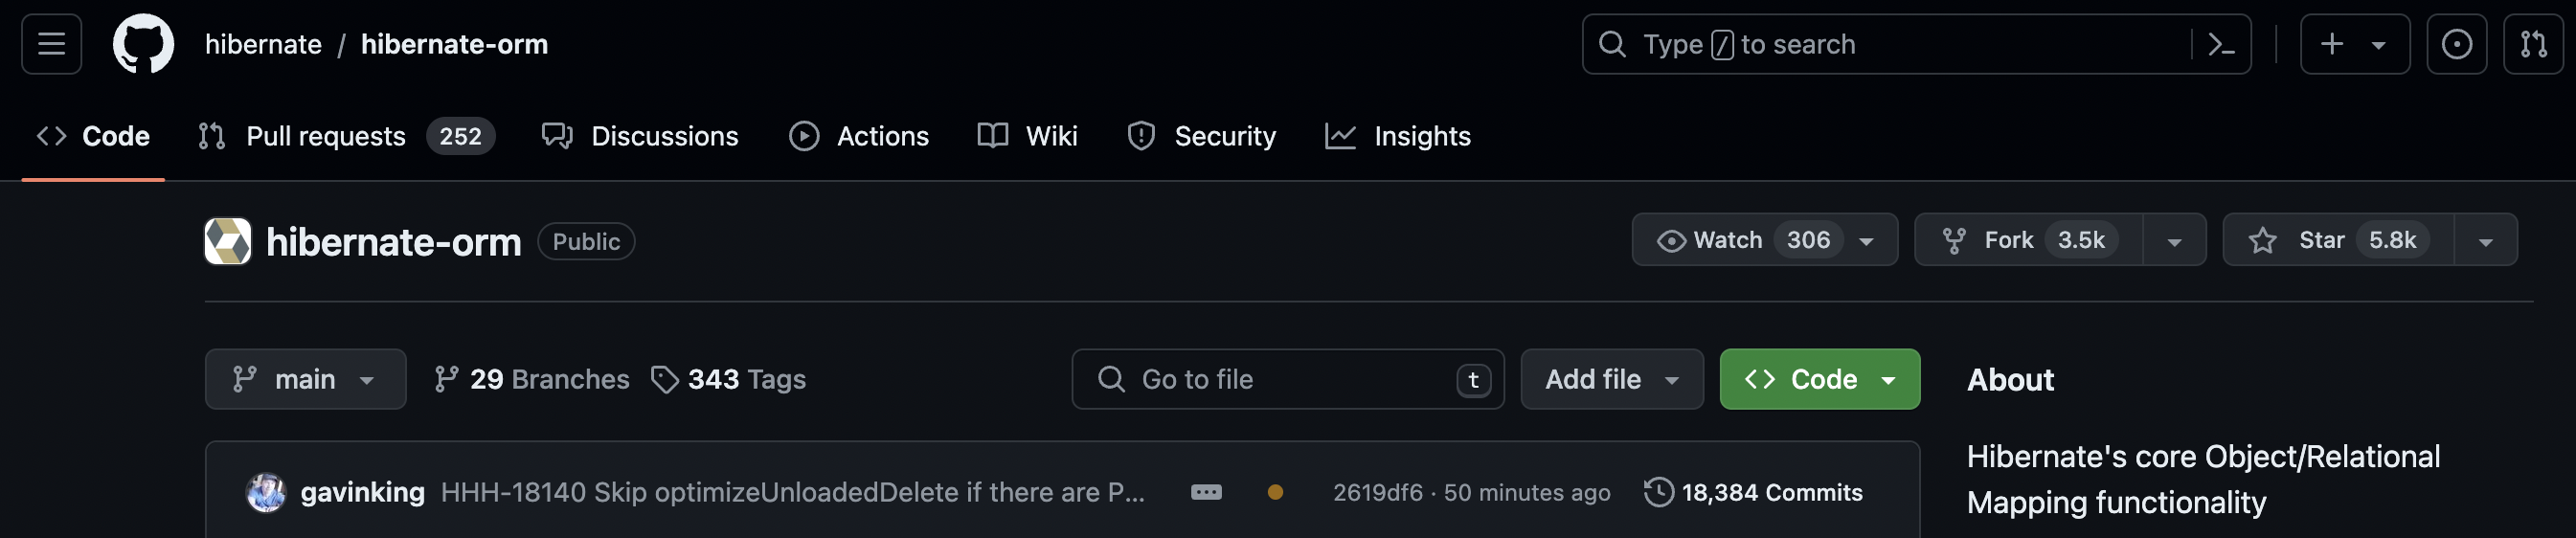 hibernate / hibernate-orm
Type / to search
Code
Pull requests 252
Discussions
Actions
Wiki
Security
Insights
hibernate-orm Public
Watch 306
Fork 3.5k
Star 5.8k
main
29 Branches
343 Tags
Go to file t
Add file
Code
About
Hibernate's core Object/Relational
Mapping functionality
gavinking HHH-18140 Skip optimizeUnloadedDelete if there are P...
2619df6 · 50 minutes ago
18,384 Commits